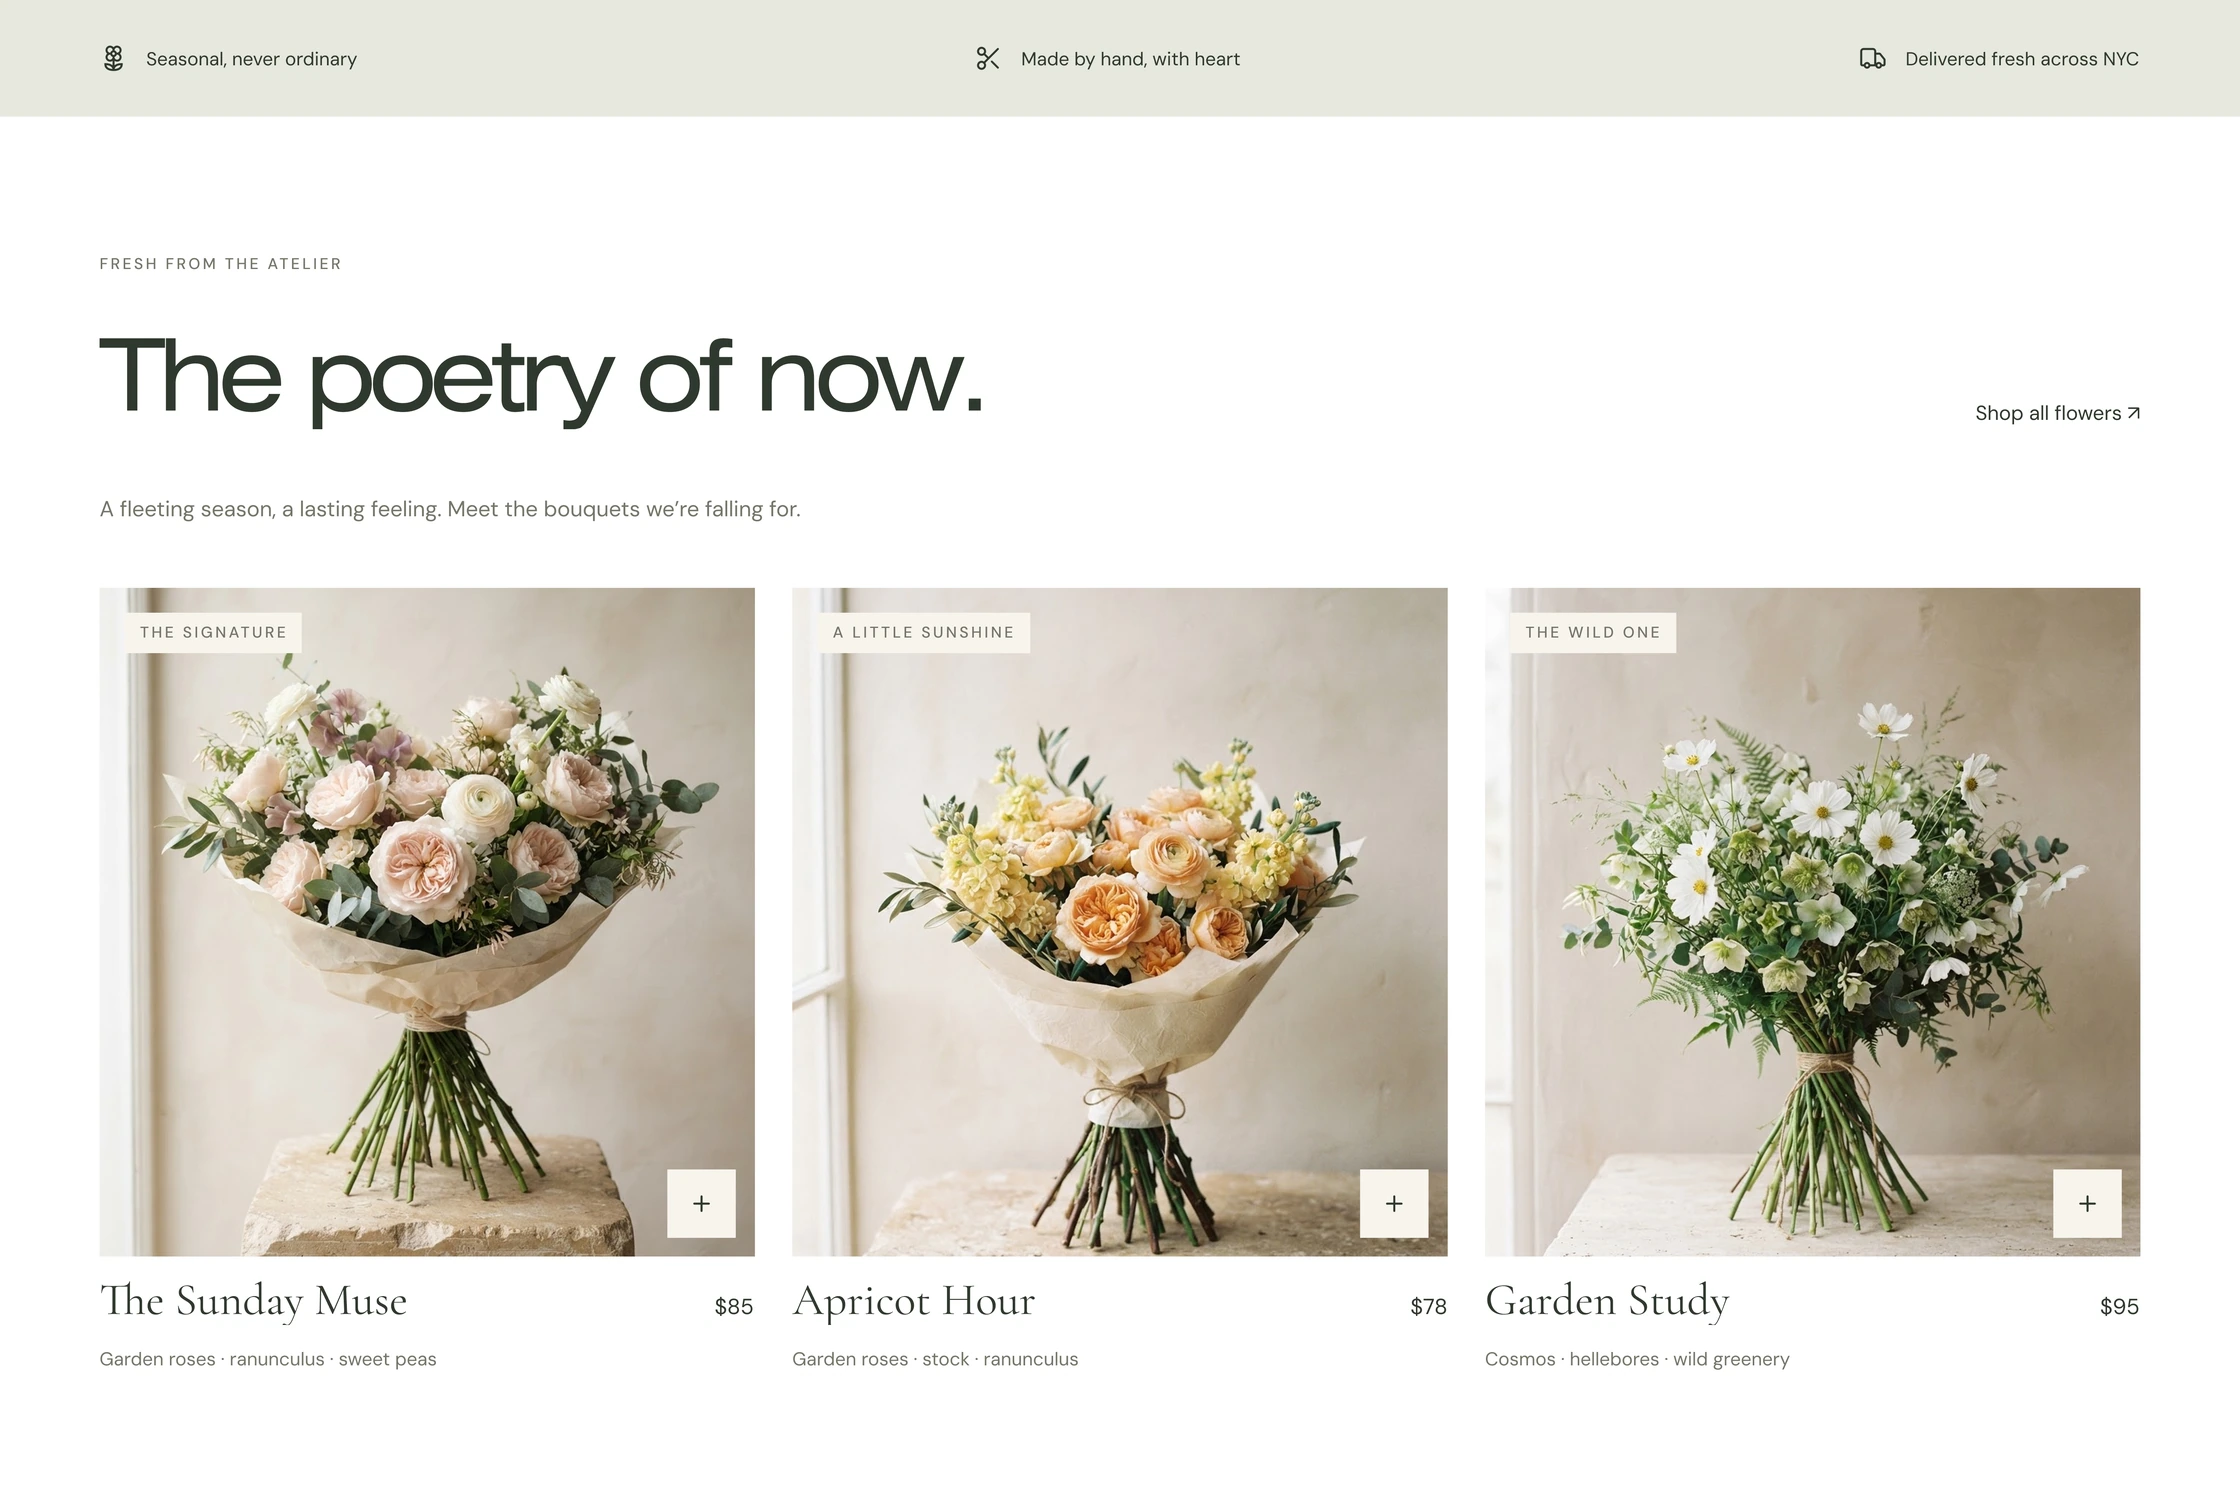 Seasonal, never ordinary
Made by hand, with heart
Delivered fresh across NYC
FRESH FROM THE ATELIER
The poetry of now.
Shop all flowers
A fleeting season, a lasting feeling. Meet the bouquets we’re falling for.
THE SIGNATURE
A LITTLE SUNSHINE
THE WILD ONE
The Sunday Muse
$85
Garden roses · ranunculus · sweet peas
Apricot Hour
$78
Garden roses · stock · ranunculus
Garden Study
$95
Cosmos · hellebores · wild greenery